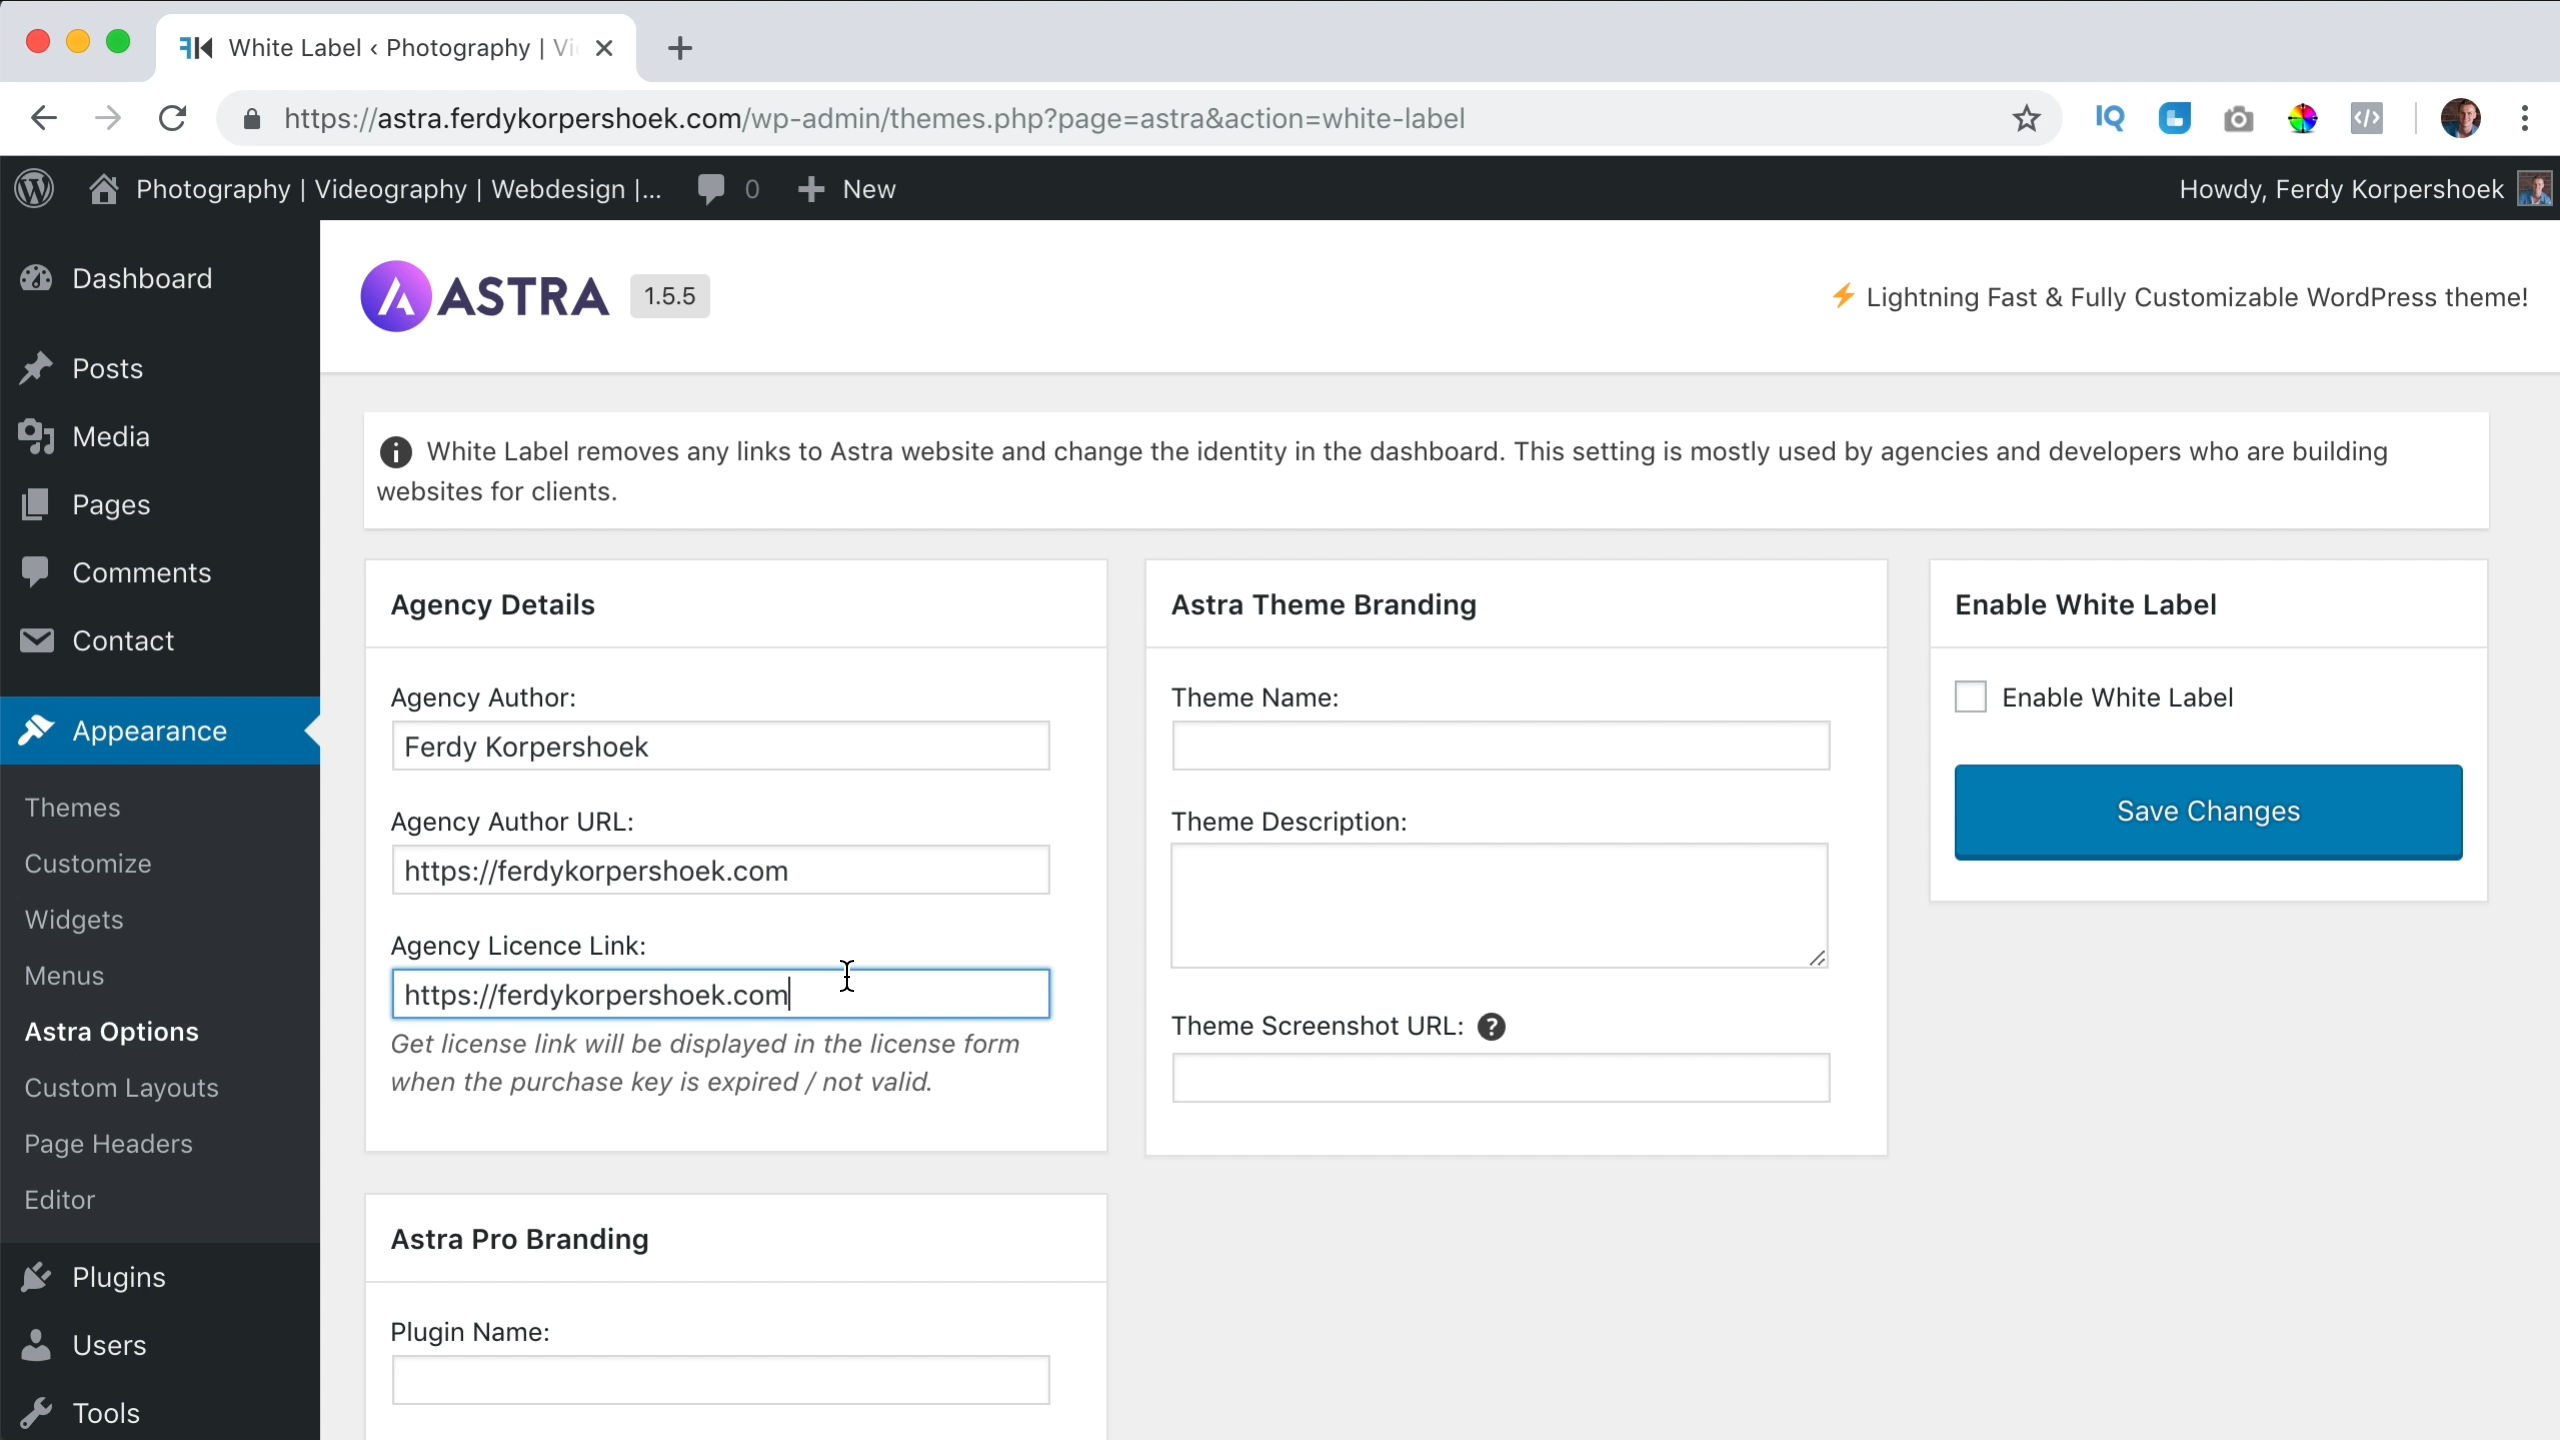 White Label ‹ Photography | Vi
https://astra.ferdykorpershoek.com/wp-admin/themes.php?page=astra&action=white-label
IQ
Photography | Videography | Webdesign |...
0
New
Howdy, Ferdy Korpershoek
Dashboard
Posts
Media
Pages
Comments
Contact
Appearance
Themes
Customize
Widgets
Menus
Astra Options
Custom Layouts
Page Headers
Editor
Plugins
Users
Tools
ASTRA
1.5.5
Lightning Fast & Fully Customizable WordPress theme!
White Label removes any links to Astra website and change the identity in the dashboard. This setting is mostly used by agencies and developers who are building
websites for clients.
Agency Details
Agency Author:
Ferdy Korpershoek
Agency Author URL:
https://ferdykorpershoek.com
Agency Licence Link:
https://ferdykorpershoek.com
Get license link will be displayed in the license form
when the purchase key is expired / not valid.
Astra Theme Branding
Theme Name:
Theme Description:
Theme Screenshot URL:
Enable White Label
Enable White Label
Save Changes
Astra Pro Branding
Plugin Name: